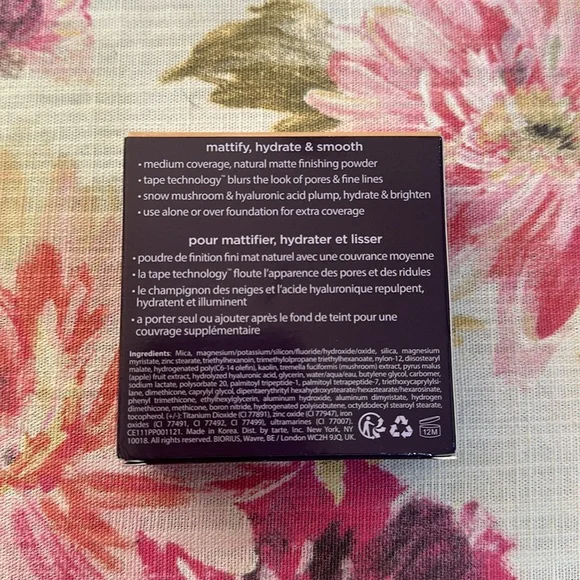 mattify, hydrate & smooth
• medium coverage, natural matte finishing powder
• tape technology™ blurs the look of pores & fine lines
• snow mushroom & hyaluronic acid plump, hydrate & brighten
• use alone or over foundation for extra coverage
pour mattifier, hydrater et lisser
• poudre de finition fini mat naturel avec une couvrance moyenne
• la tape technology™ floute l'apparence des pores et des ridules
• le champignon des neiges et l'acide hyaluronique repulpent,
hydratent et illuminent
• a porter seul ou ajouter après le fond de teint pour une
couvrage supplémentaire
Ingredients: Mica, magnesium/potassium/silicon/fluoride/hydroxide/oxide, silica, magnesium
myristate, zinc stearate, triethylhexanoin, trimethylolpropane triethylhexanoate, nylon-12, diisostearyl
malate, hydrogenated poly(C6-14 olefin), kaolin, tremella fuciformis (mushroom) extract, pyrus malus
(apple) fruit extract, hydrolyzed hyaluronic acid, glycerin, water/aqua/eau, butylene glycol, carbomer,
sodium lactate, polysorbate 20, palmitoyl tripeptide-1, palmitoyl tetrapeptide-7, triethoxycaprylylsi-
lane, dimethicone, caprylyl glycol, dipentaerythrityl hexahydroxystearate/hexastearate/hexarosinate,
phenyl trimethicone, ethylhexylglycerin, aluminum hydroxide, aluminum dimyristate, hydrogen
dimethicone, methicone, boron nitride, hydrogenated polyisobutene, octyldodecyl stearoyl stearate,
tocopherol, (+/-): Titanium Dioxide (CI 77891), zinc oxide (CI 77947), iron
oxides (CI 77491, CI 77492, CI 77499), ultramarines (CI 77007).
CE111PP001121. Made in Korea. Dist. by tarte, Inc. New York, NY
10018. All rights reserved. BIORIUS, Wavre, BE / London WC2H 9JQ, UK.
12M